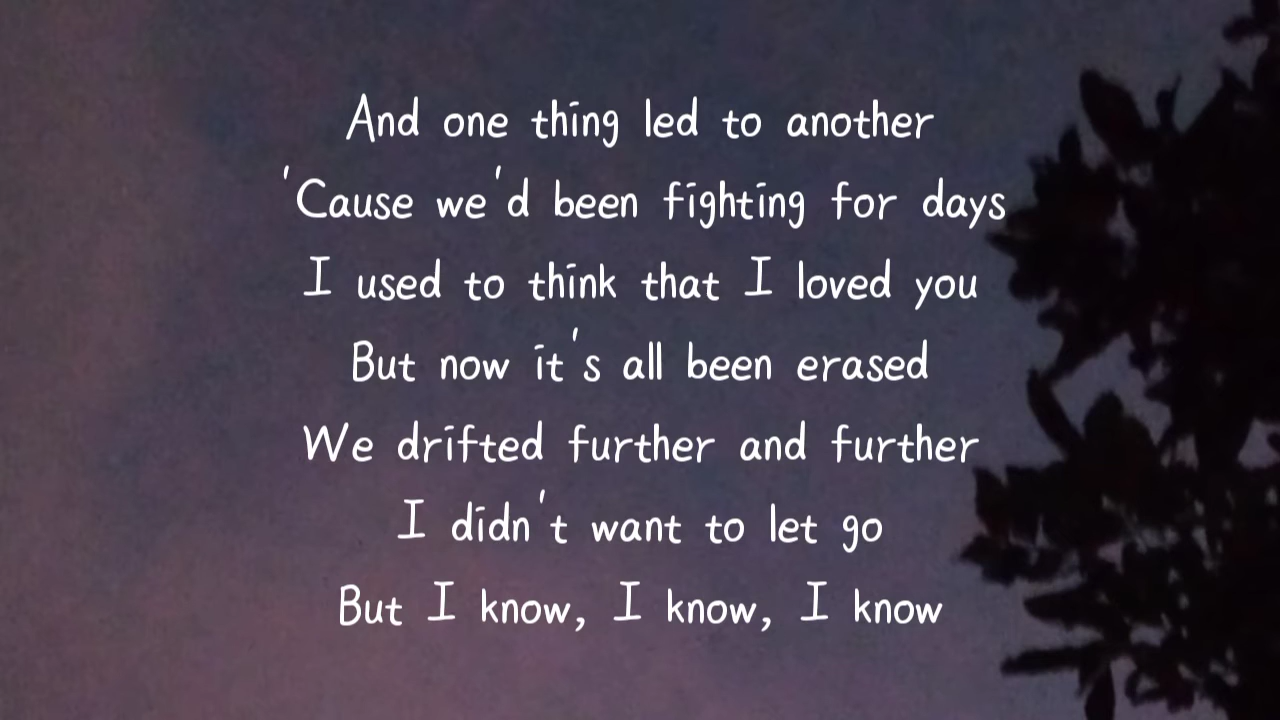 And one thing led to another
'Cause we'd been fighting for days
I used to think that I loved you
But now it's all been erased
We drifted further and further
I didn't want to let go
But I know, I know, I know